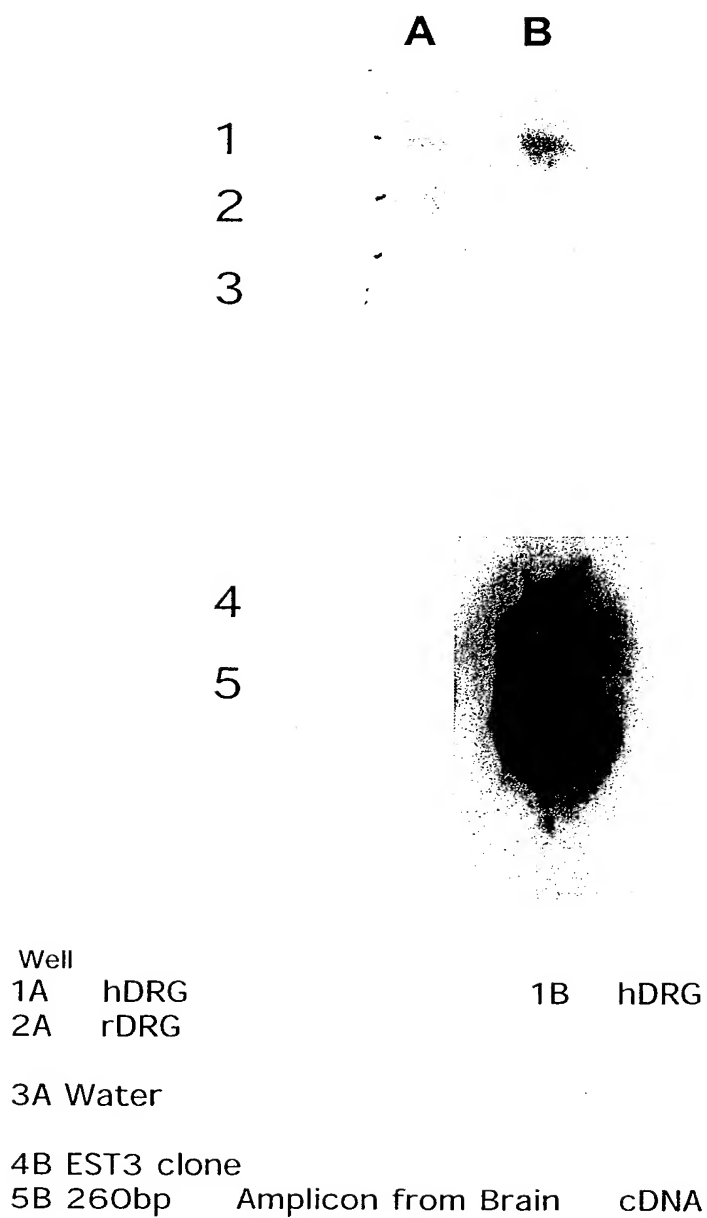 A B
1
2
3
4
5
Well
1A hDRG 1B hDRG
2A rDRG
3A Water
4B EST3 clone
5B 260bp Amplicon from Brain cDNA